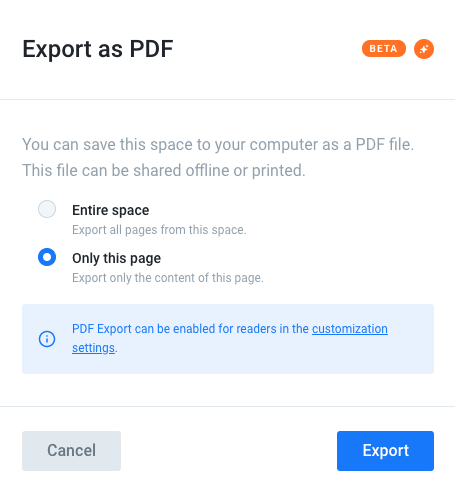 Export as PDF
BETA
You can save this space to your computer as a PDF file.
This file can be shared offline or printed.
Entire space
Export all pages from this space.
Only this page
Export only the content of this page.
PDF Export can be enabled for readers in the customization
settings.
Cancel
Export